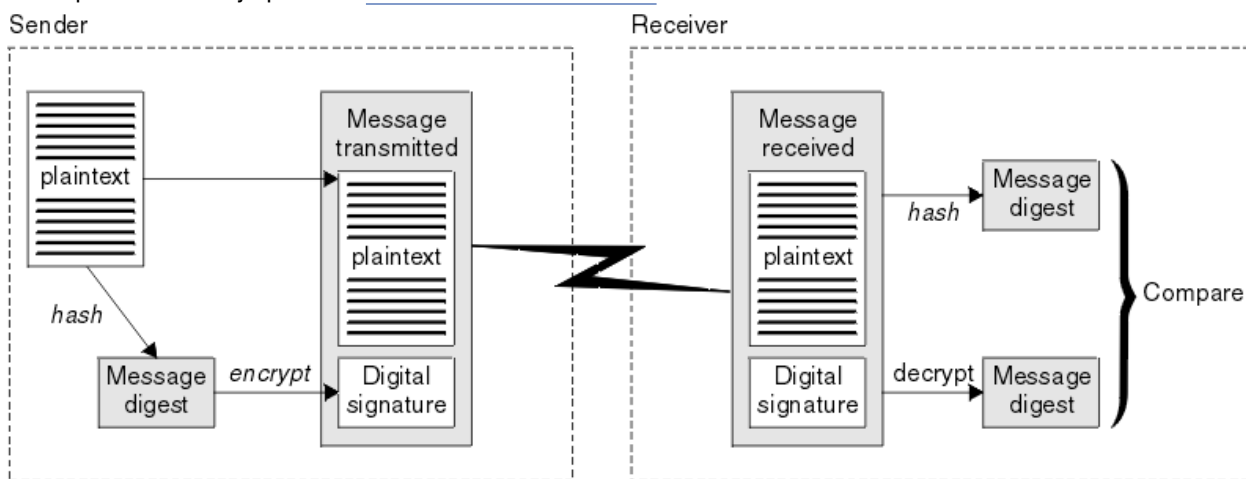 Sender
Receiver
Message
transmitted
Message
received
plaintext
hash
Message
digest
encrypt
plaintext
Digital
signature
plaintext
Digital
signature
hash
Message
digest
decrypt
Message
digest
Compare